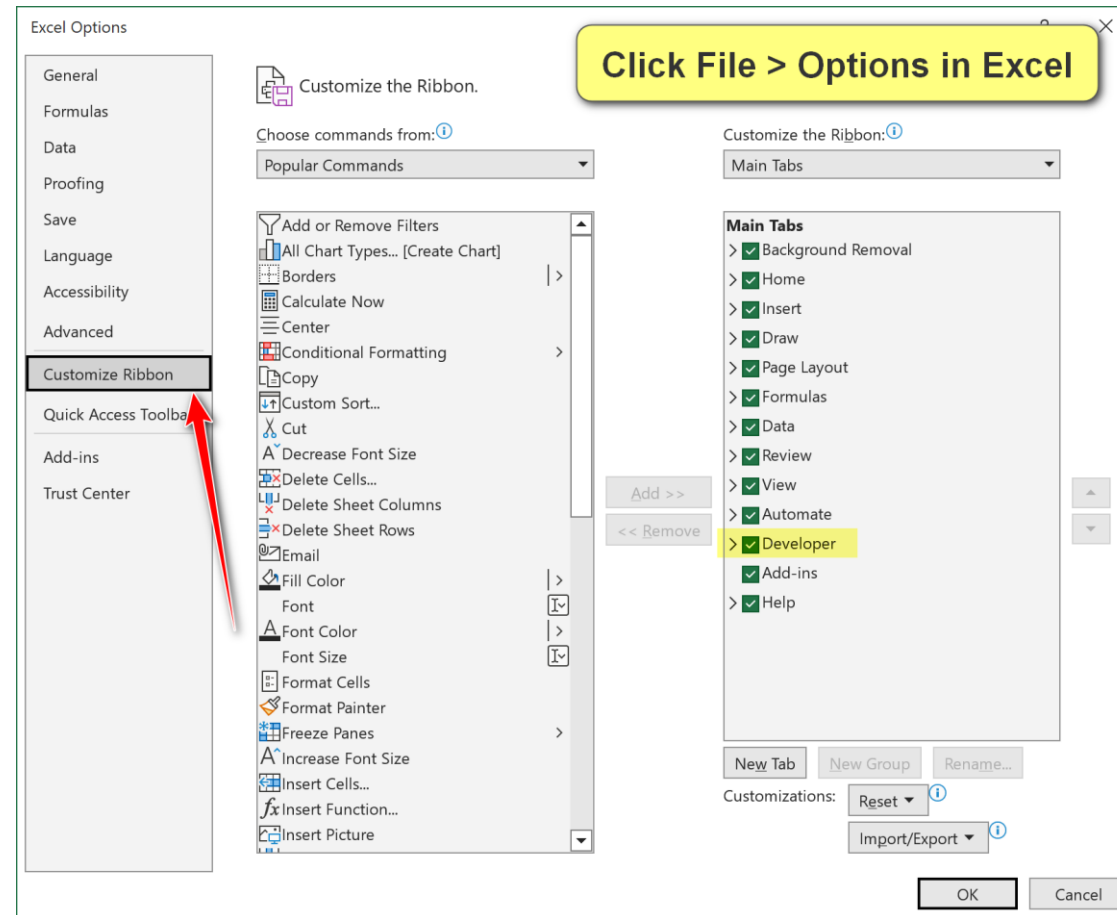 Excel Options
?
Click File > Options in Excel
General
Formulas
Data
Proofing
Save
Language
Accessibility
Advanced
Customize Ribbon
Quick Access Toolba
Add-ins
Trust Center
Customize the Ribbon.
Choose commands from:
Popular Commands
Add or Remove Filters
All Chart Types... [Create Chart]
Borders
Calculate Now
Center
Conditional Formatting
Copy
Custom Sort...
Cut
Decrease Font Size
Delete Cells...
Delete Sheet Columns
Delete Sheet Rows
Email
Fill Color
Font
Font Color
Font Size
Format Cells
Format Painter
Freeze Panes
Increase Font Size
Insert Cells...
Insert Function...
Insert Picture
Add >>
<< Remove
Customize the Ribbon:
Main Tabs
Main Tabs
Background Removal
Home
Insert
Draw
Page Layout
Formulas
Data
Review
View
Automate
Developer
Add-ins
Help
New Tab
New Group
Rename...
Customizations:
Reset
Import/Export
OK
Cancel